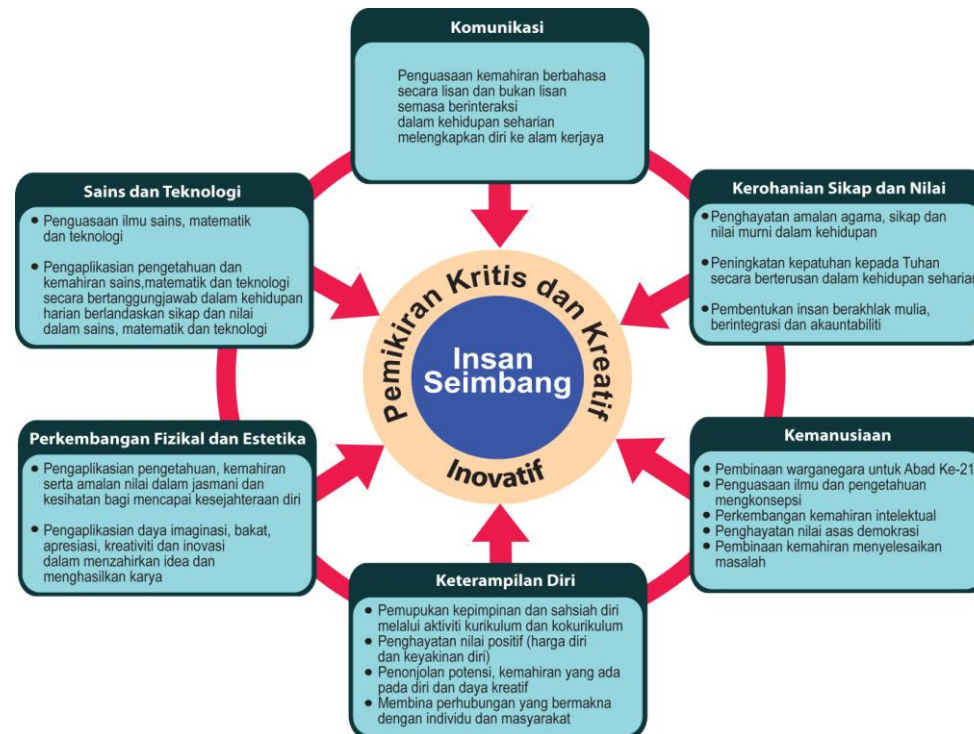 Komunikasi
Penguasaan kemahiran berbahasa
secara lisan dan bukan lisan
semasa berinteraksi
dalam kehidupan seharian
melengkapkan diri ke alam kerjaya
Sains dan Teknologi
● Penguasaan ilmu sains, matematik
dan teknologi
● Pengaplikasian pengetahuan dan
kemahiran sains,matematik dan teknologi
secara bertanggungjawab dalam kehidupan
harian berlandaskan sikap dan nilai
dalam sains, matematik dan teknologi
Kerohanian Sikap dan Nilai
● Penghayatan amalan agama, sikap dan
nilai murni dalam kehidupan
● Peningkatan kepatuhan kepada Tuhan
secara berterusan dalam kehidupan seharian
● Pembentukan insan berakhlak mulia,
berintegrasi dan akauntabiliti
Pemikiran Kritis dan Kreatif
Insan
Seimbang
Inovatif
Perkembangan Fizikal dan Estetika
● Pengaplikasian pengetahuan, kemahiran
serta amalan nilai dalam jasmani dan
kesihatan bagi mencapai kesejahteraan diri
● Pengaplikasian daya imaginasi, bakat,
apresiasi, kreativiti dan inovasi
dalam menzahirkan idea dan
menghasilkan karya
Kemanusiaan
● Pembinaan warganegara untuk Abad Ke-21
● Penguasaan ilmu dan pengetahuan
mengkonsepsi
● Perkembangan kemahiran intelektual
● Penghayatan nilai asas demokrasi
● Pembinaan kemahiran menyelesaikan
masalah
Keterampilan Diri
● Pemupukan kepimpinan dan sahsiah diri
melalui aktiviti kurikulum dan kokurikulum
● Penghayatan nilai positif (harga diri
dan keyakinan diri)
● Penonjolan potensi, kemahiran yang ada
pada diri dan daya kreatif
● Membina perhubungan yang bermakna
dengan individu dan masyarakat